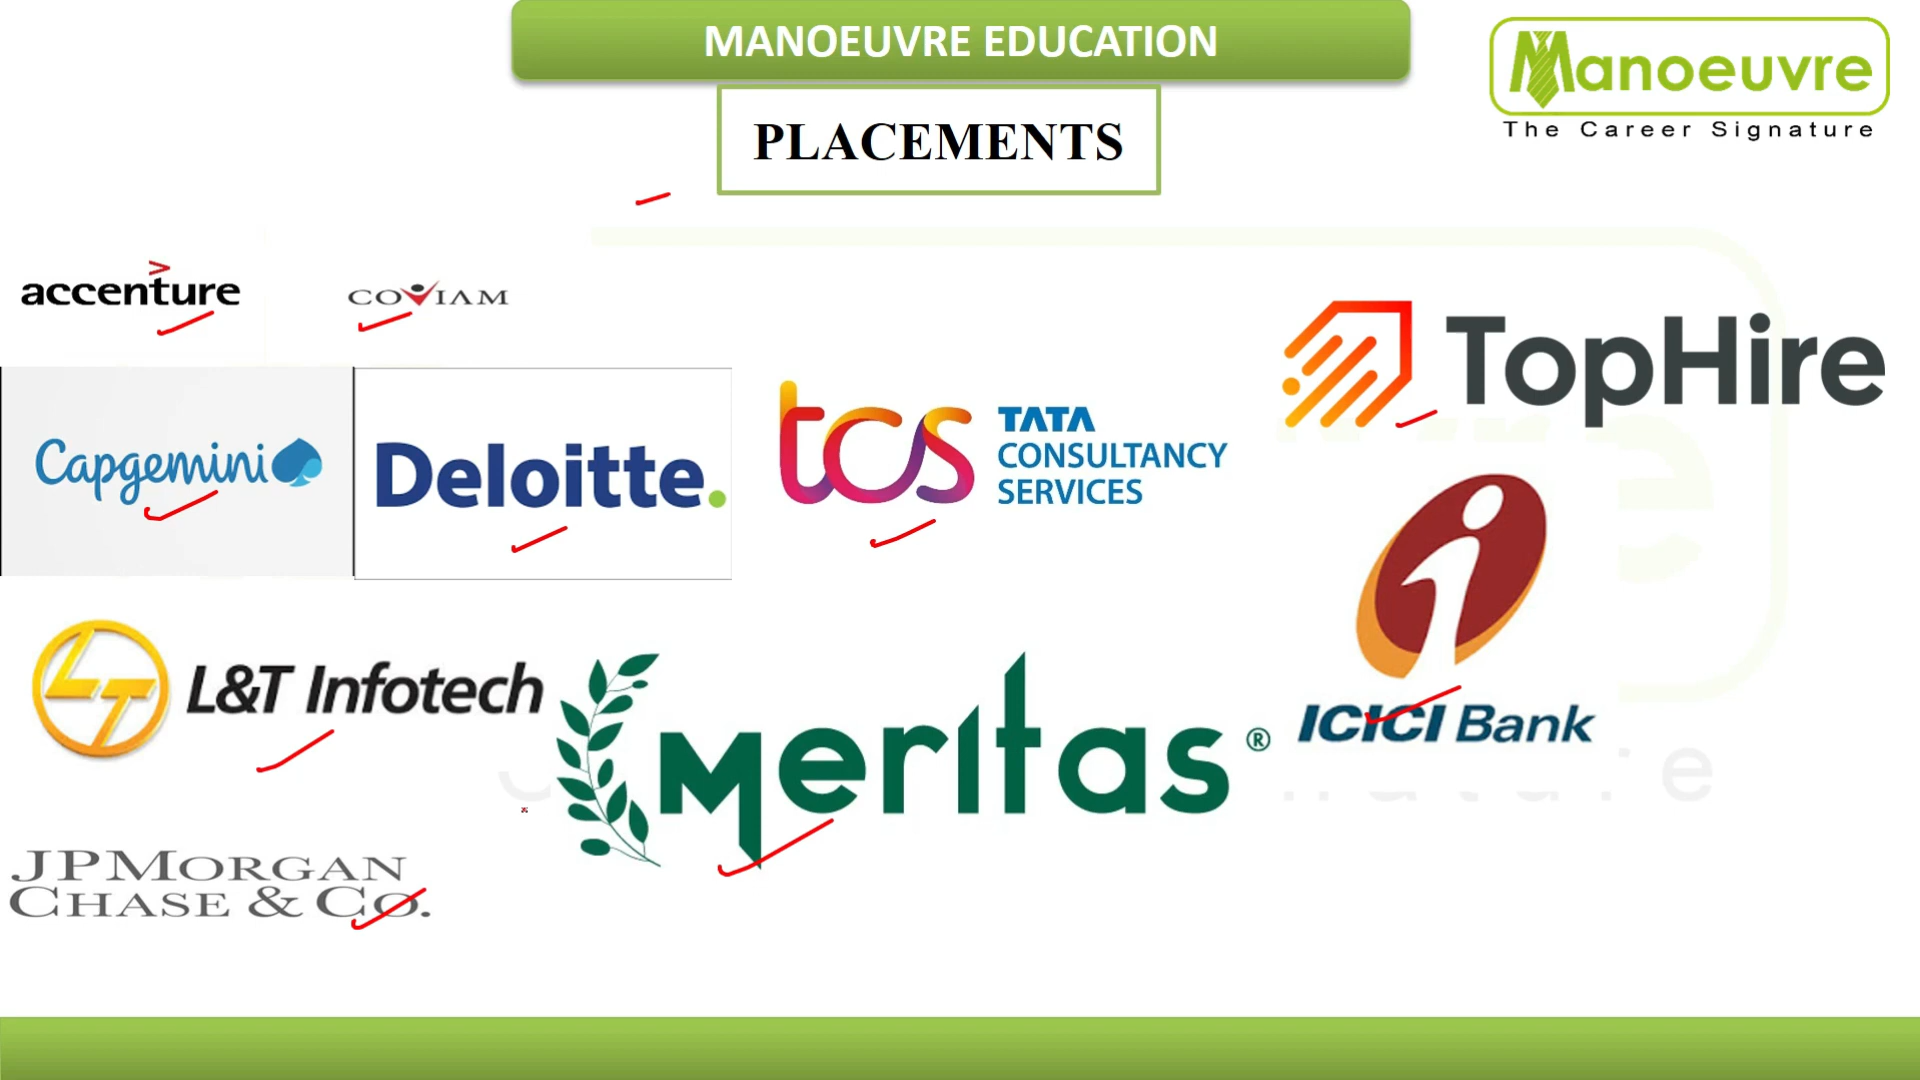 MANOEUVRE EDUCATION
Manoeuvre
The Career Signature
PLACEMENTS
accenture
COVIAM
TopHire
Capgemini
Deloitte.
tcs TATA
CONSULTANCY
SERVICES
L&T Infotech
LT
meritas®
ICICI Bank
JPMORGAN
CHASE & CO.